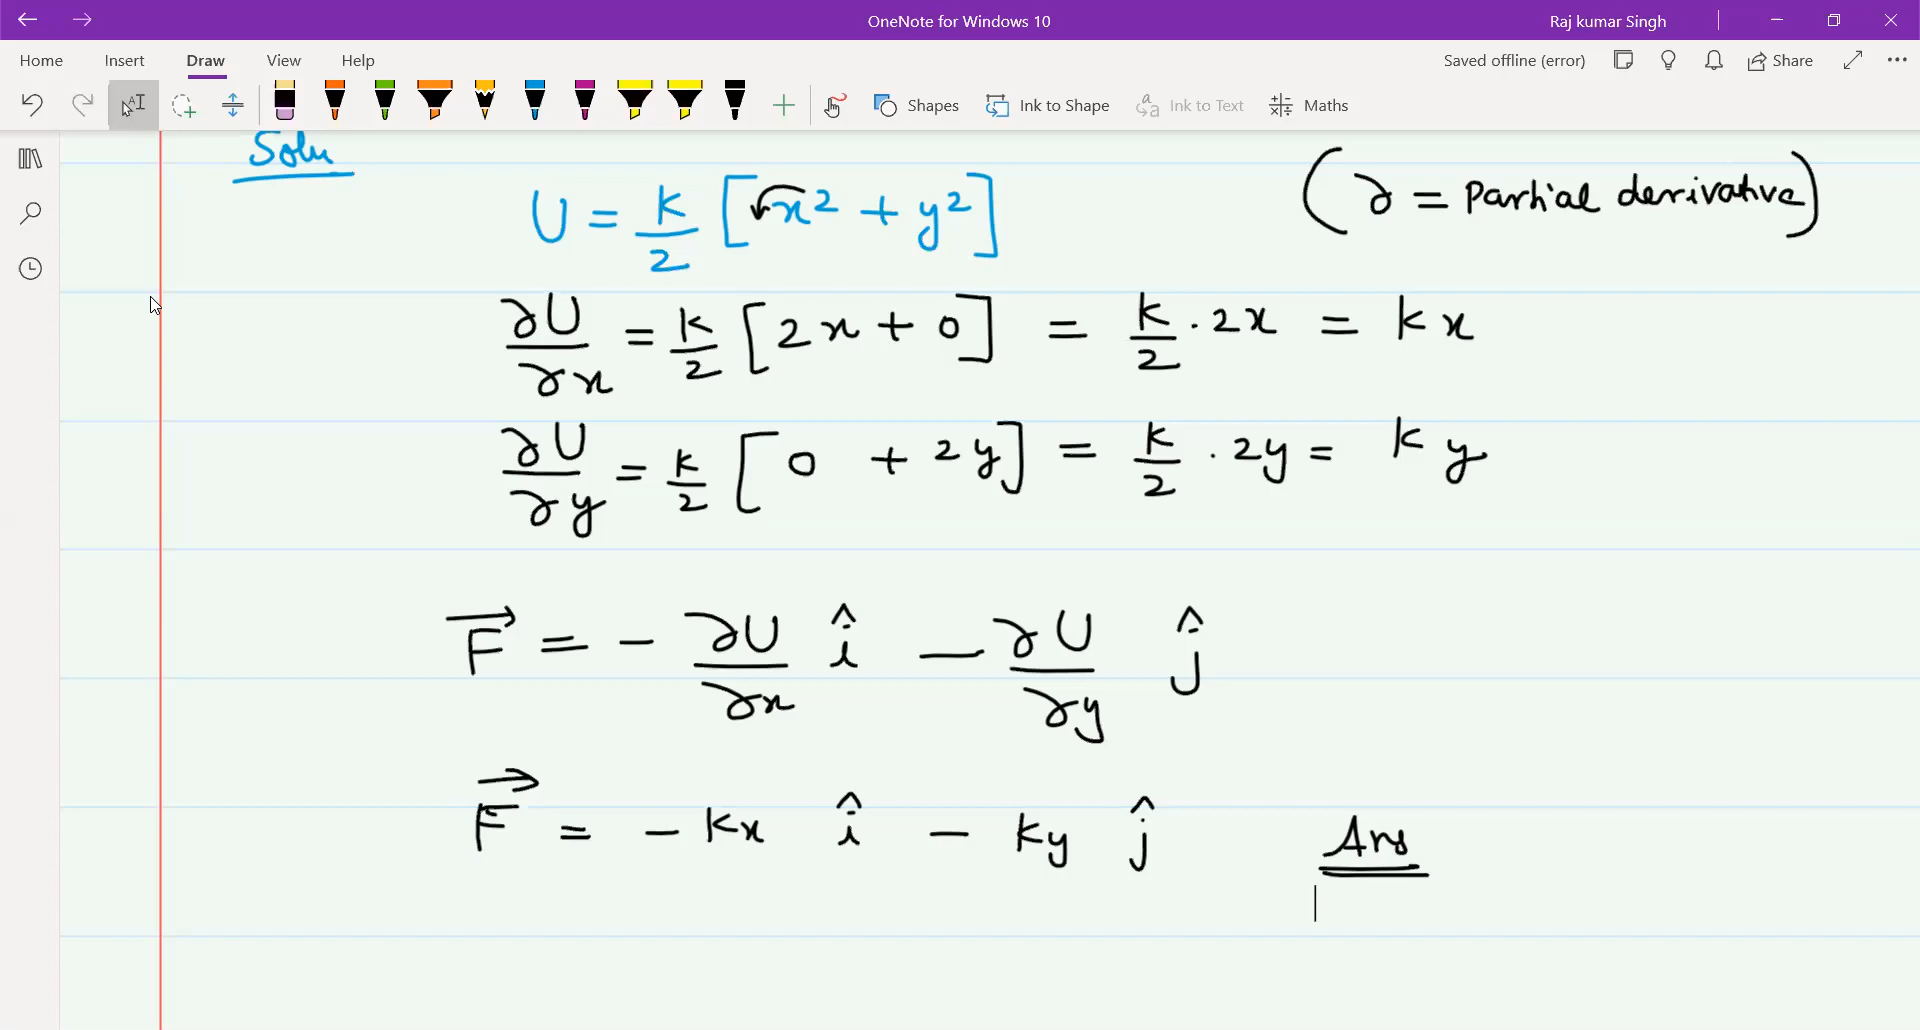 OneNote for Windows 10
Raj kumar Singh
Home Insert Draw View Help
Saved offline (error) Share
Shapes Ink to Shape Ink to Text Maths
Solu
U = k/2 [x² + y²]
(∂ = Partial derivative)
∂U/∂x = k/2 [2x + 0] = k/2 · 2x = kx
∂U/∂y = k/2 [0 + 2y] = k/2 · 2y = ky
F⃗ = - ∂U/∂x î - ∂U/∂y ĵ
F⃗ = - kx î - ky ĵ Ans